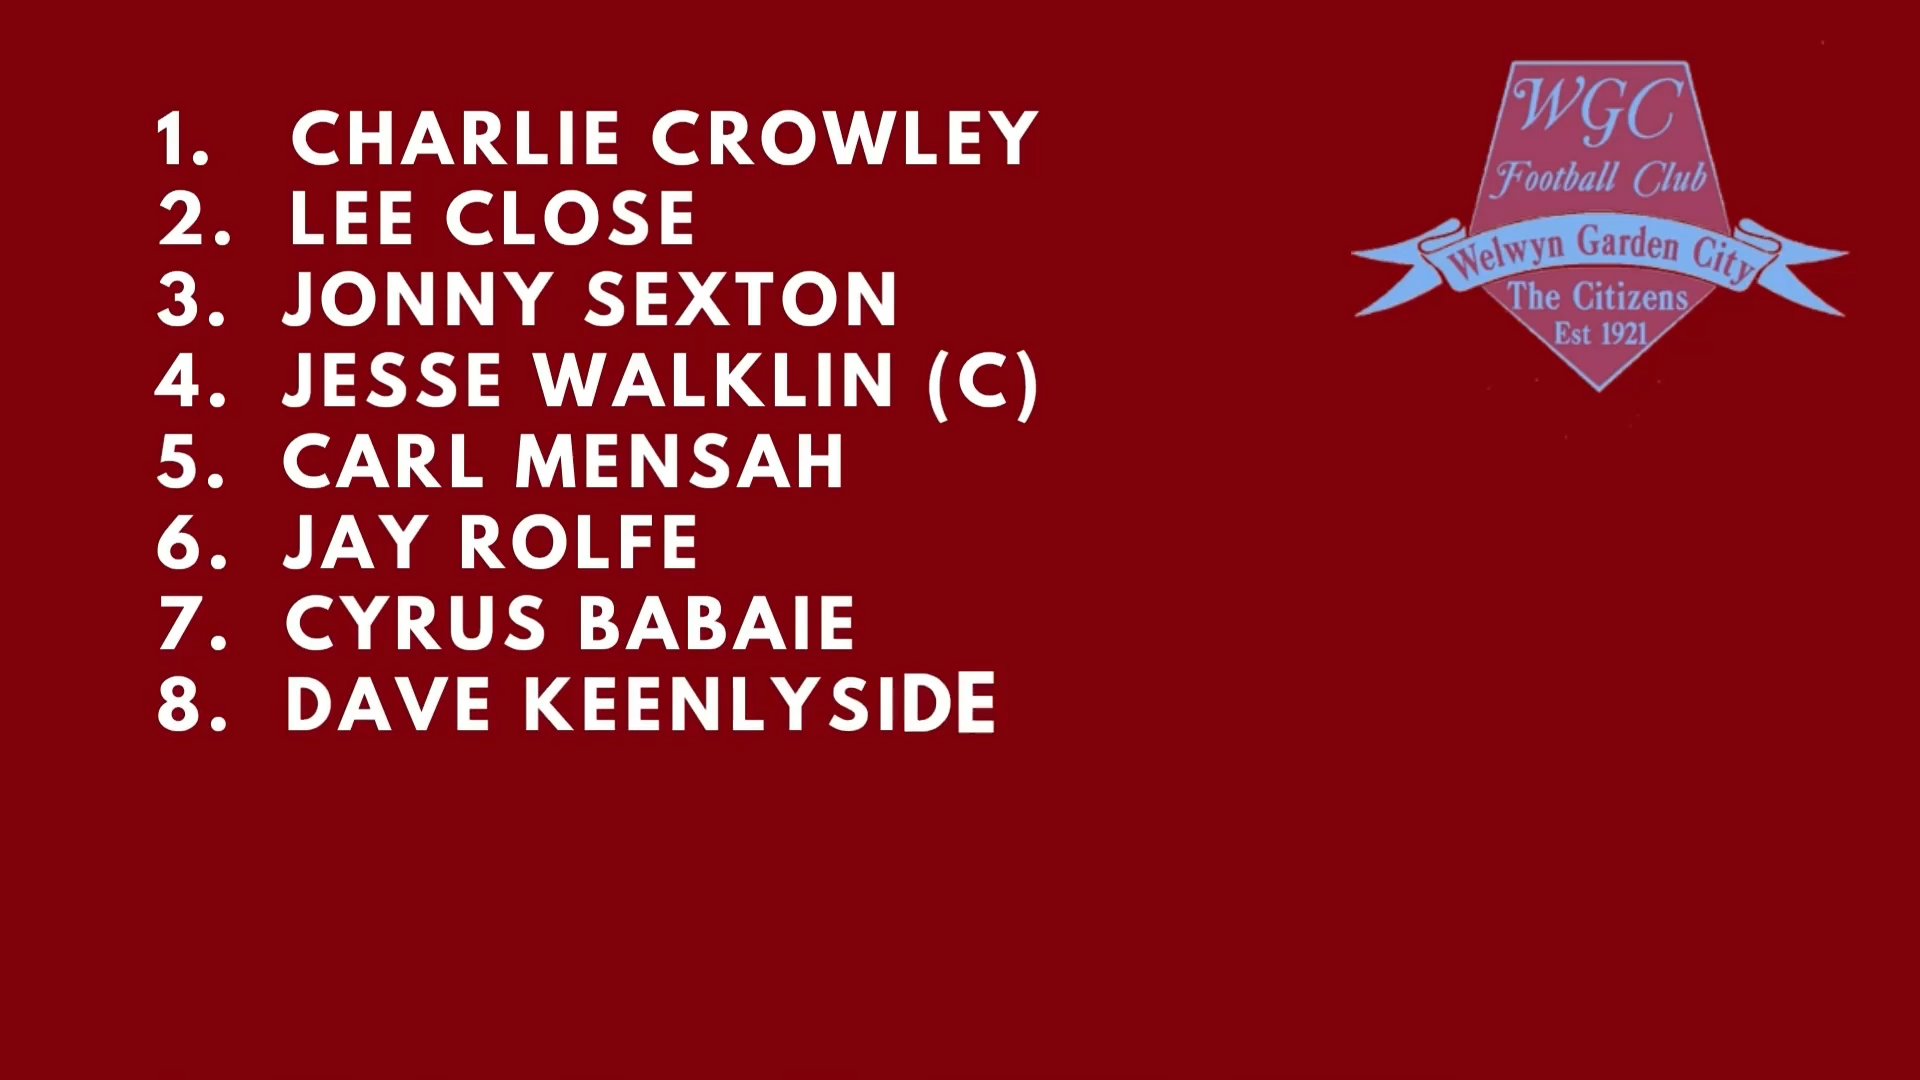 1. CHARLIE CROWLEY
2. LEE CLOSE
3. JONNY SEXTON
4. JESSE WALKLIN (C)
5. CARL MENSAH
6. JAY ROLFE
7. CYRUS BABAIE
8. DAVE KEENLYSIDE
WGC
Football Club
Welwyn Garden City
The Citizens
Est 1921